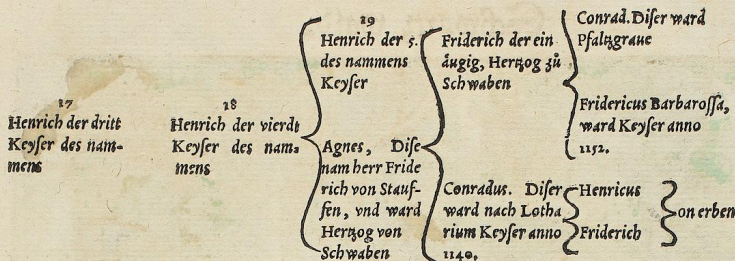 17
Henrich der dritt
Keyser des nam-
mens
18
Henrich der vierdt
Keyser des nam-
mens
19
Henrich der 5.
des nammens
Keyser
Agnes, Dise
nam herr Fride
rich von Stauf-
fen, vnd ward
Hertzog von
Schwaben
Friderich der ein
äugig, Hertzog zů
Schwaben
Conradus. Diser
ward nach Lotha
rium Keyser anno
1140.
Conrad. Diser ward
Pfaltzgraue
Fridericus Barbarossa,
ward Keyser anno
1152.
Henricus
Friderich
on erben